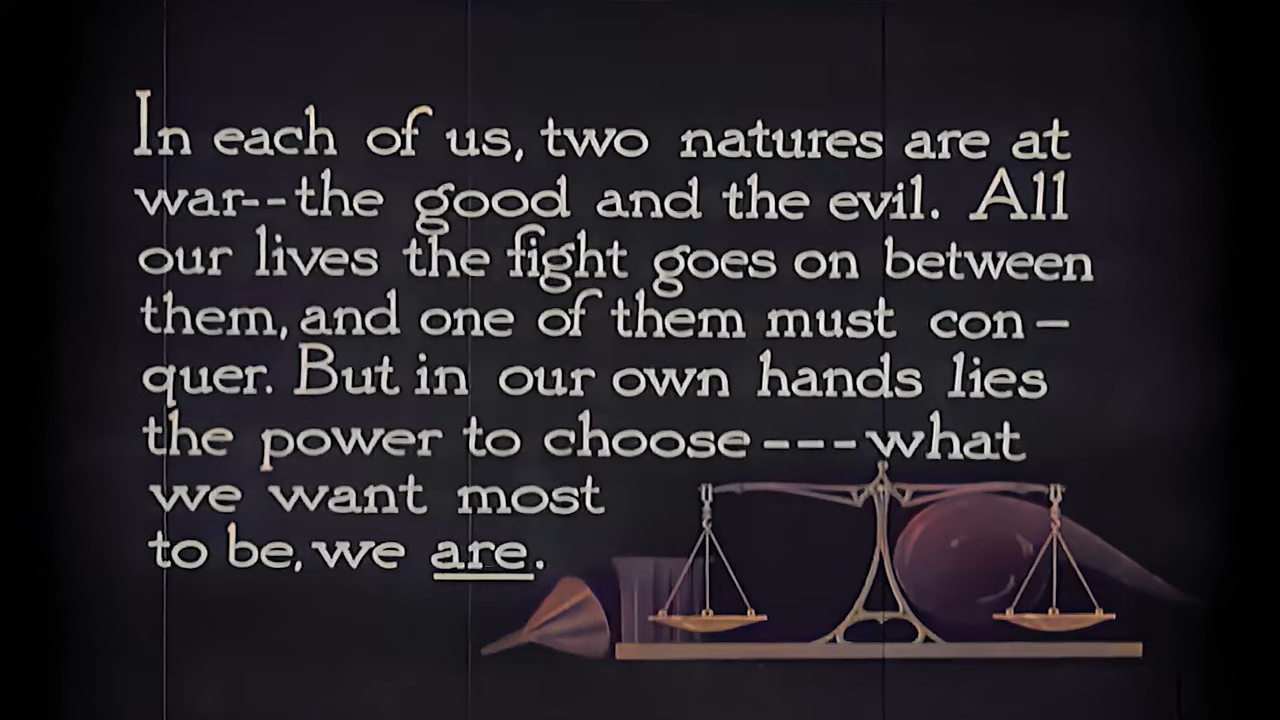 In each of us, two natures are at
war--the good and the evil. All
our lives the fight goes on between
them, and one of them must con-
quer. But in our own hands lies
the power to choose---what
we want most
to be, we are.